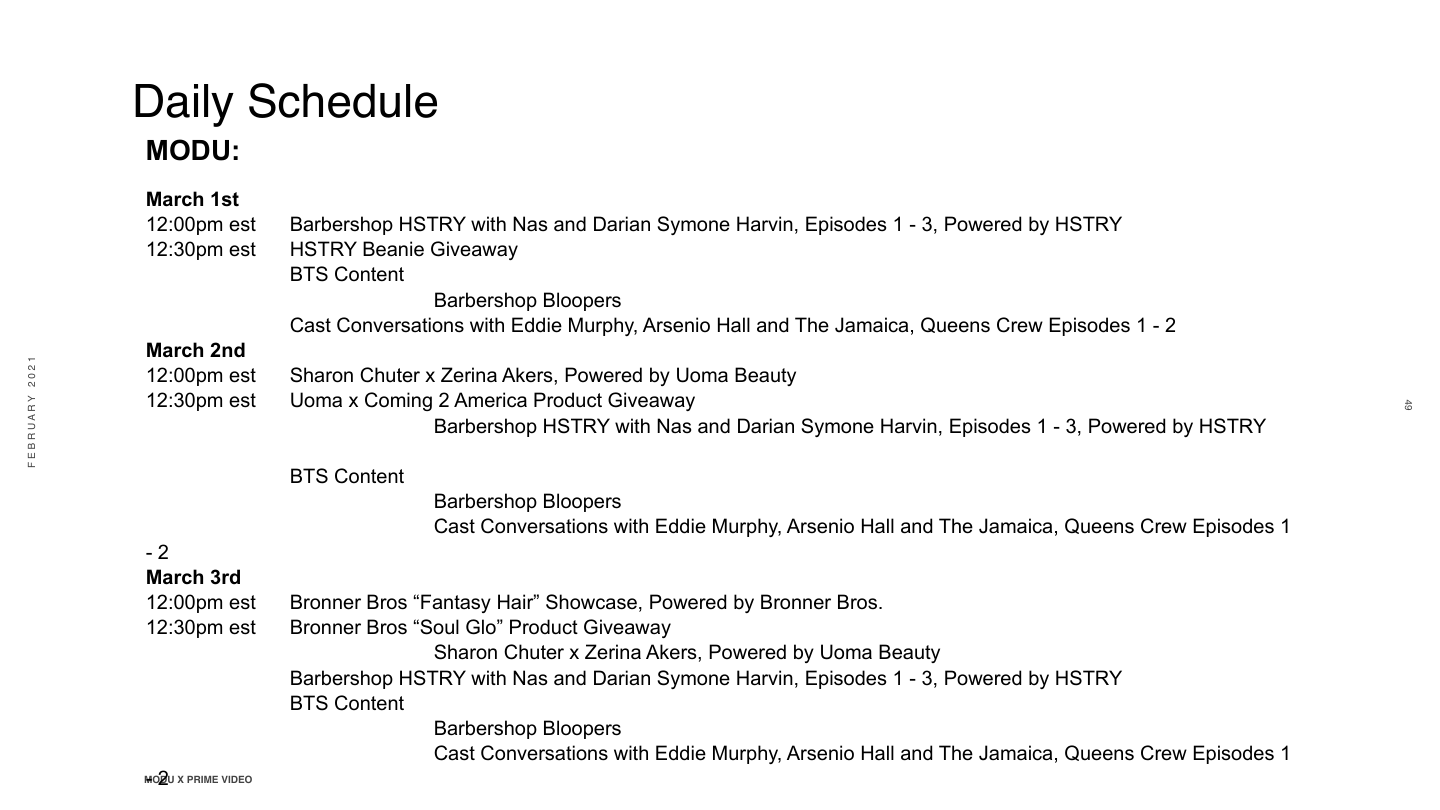 Daily Schedule
MODU:
March 1st
12:00pm est Barbershop HSTRY with Nas and Darian Symone Harvin, Episodes 1 - 3, Powered by HSTRY
12:30pm est HSTRY Beanie Giveaway
BTS Content
Barbershop Bloopers
Cast Conversations with Eddie Murphy, Arsenio Hall and The Jamaica, Queens Crew Episodes 1 - 2
March 2nd
12:00pm est Sharon Chuter x Zerina Akers, Powered by Uoma Beauty
12:30pm est Uoma x Coming 2 America Product Giveaway
Barbershop HSTRY with Nas and Darian Symone Harvin, Episodes 1 - 3, Powered by HSTRY
BTS Content
Barbershop Bloopers
Cast Conversations with Eddie Murphy, Arsenio Hall and The Jamaica, Queens Crew Episodes 1
- 2
March 3rd
12:00pm est Bronner Bros “Fantasy Hair” Showcase, Powered by Bronner Bros.
12:30pm est Bronner Bros “Soul Glo” Product Giveaway
Sharon Chuter x Zerina Akers, Powered by Uoma Beauty
Barbershop HSTRY with Nas and Darian Symone Harvin, Episodes 1 - 3, Powered by HSTRY
BTS Content
Barbershop Bloopers
Cast Conversations with Eddie Murphy, Arsenio Hall and The Jamaica, Queens Crew Episodes 1
- 2
MODU X PRIME VIDEO
FEBRUARY 2021
49